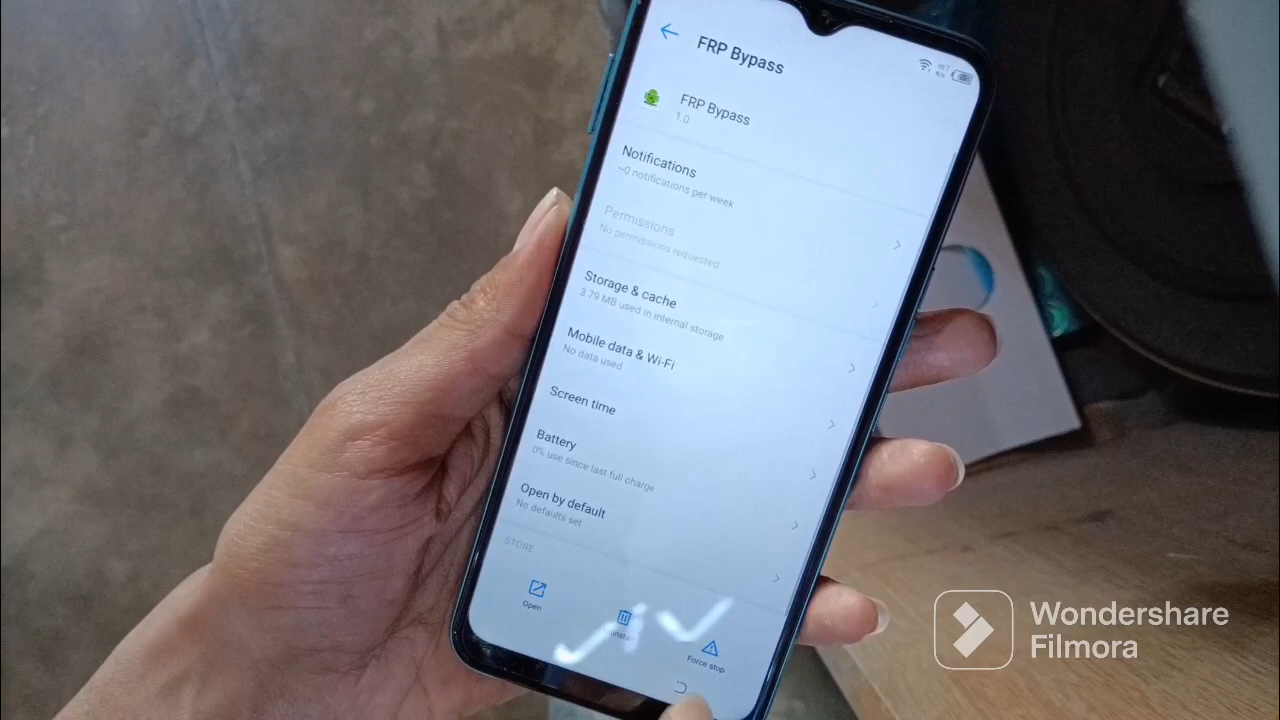 FRP Bypass
FRP Bypass
1.0
Notifications
~0 notifications per week
Permissions
No permissions requested
Storage & cache
3.79 MB used in internal storage
Mobile data & Wi-Fi
No data used
Screen time
Battery
0% use since last full charge
Open by default
No defaults set
STORE
Open
Force stop
Wondershare
Filmora